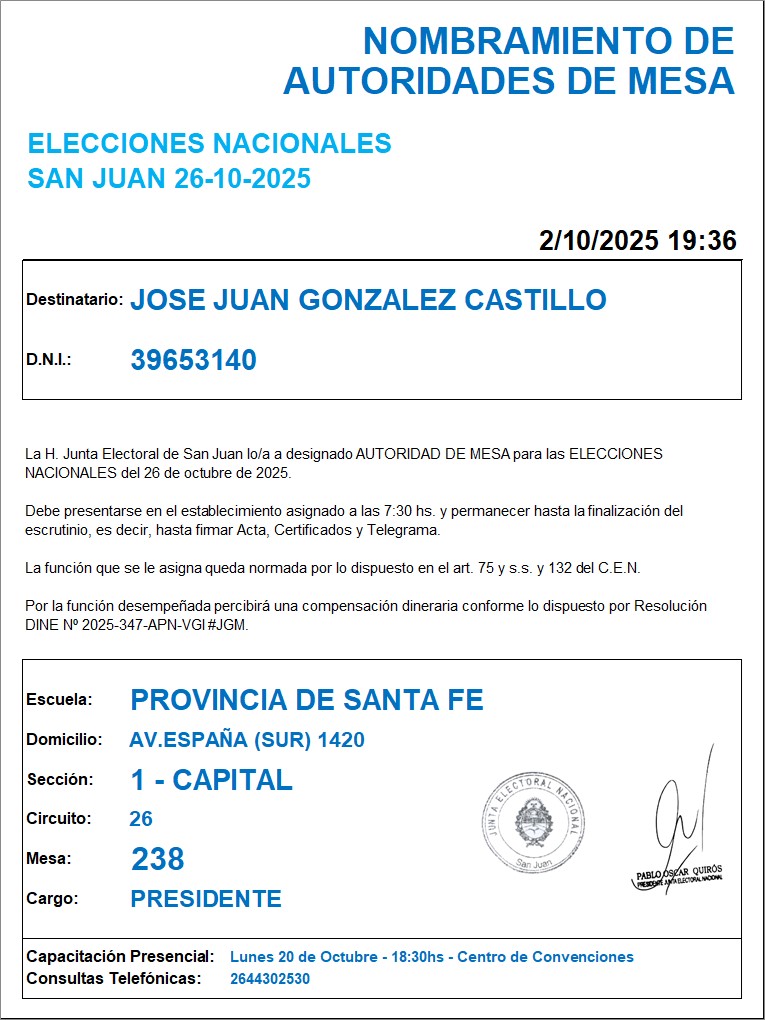 NOMBRAMIENTO DE
AUTORIDADES DE MESA
ELECCIONES NACIONALES
SAN JUAN 26-10-2025
2/10/2025 19:36
Destinatario: JOSE JUAN GONZALEZ CASTILLO
D.N.I.: 39653140
La H. Junta Electoral de San Juan lo/a a designado AUTORIDAD DE MESA para las ELECCIONES
NACIONALES del 26 de octubre de 2025.
Debe presentarse en el establecimiento asignado a las 7:30 hs. y permanecer hasta la finalización del
escrutinio, es decir, hasta firmar Acta, Certificados y Telegrama.
La función que se le asigna queda normada por lo dispuesto en el art. 75 y s.s. y 132 del C.E.N.
Por la función desempeñada percibirá una compensación dineraria conforme lo dispuesto por Resolución
DINE Nº 2025-347-APN-VGI#JGM.
Escuela: PROVINCIA DE SANTA FE
Domicilio: AV.ESPAÑA (SUR) 1420
Sección: 1 - CAPITAL
Circuito: 26
Mesa: 238
Cargo: PRESIDENTE
JUNTA ELECTORAL NACIONAL
San Juan
PABLO OSCAR QUIRÓS
PRESIDENTE JUNTA ELECTORAL NACIONAL
Capacitación Presencial: Lunes 20 de Octubre - 18:30hs - Centro de Convenciones
Consultas Telefónicas: 2644302530